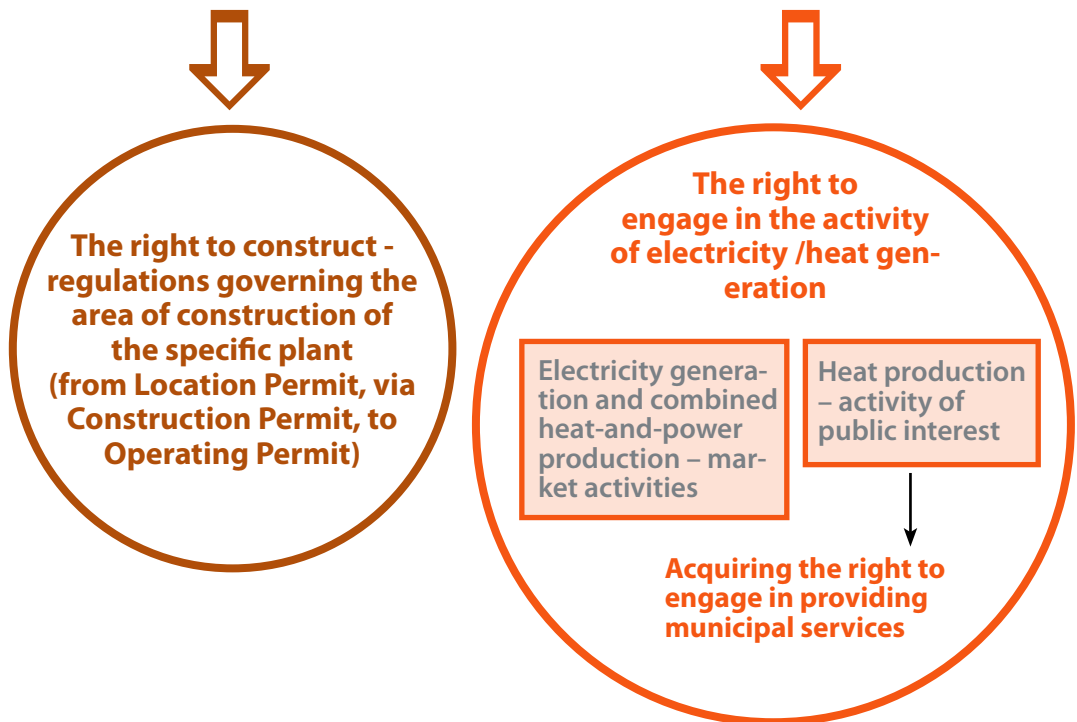 The right to construct -
regulations governing the
area of construction of
the specific plant
(from Location Permit, via
Construction Permit, to
Operating Permit)
The right to
engage in the activity
of electricity /heat gen-
eration
Electricity genera-
tion and combined
heat-and-power
production – mar-
ket activities
Heat production
– activity of
public interest
Acquiring the right to
engage in providing
municipal services